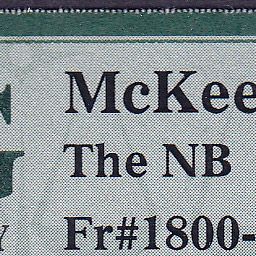 McKee
The NB
Fr#1800-